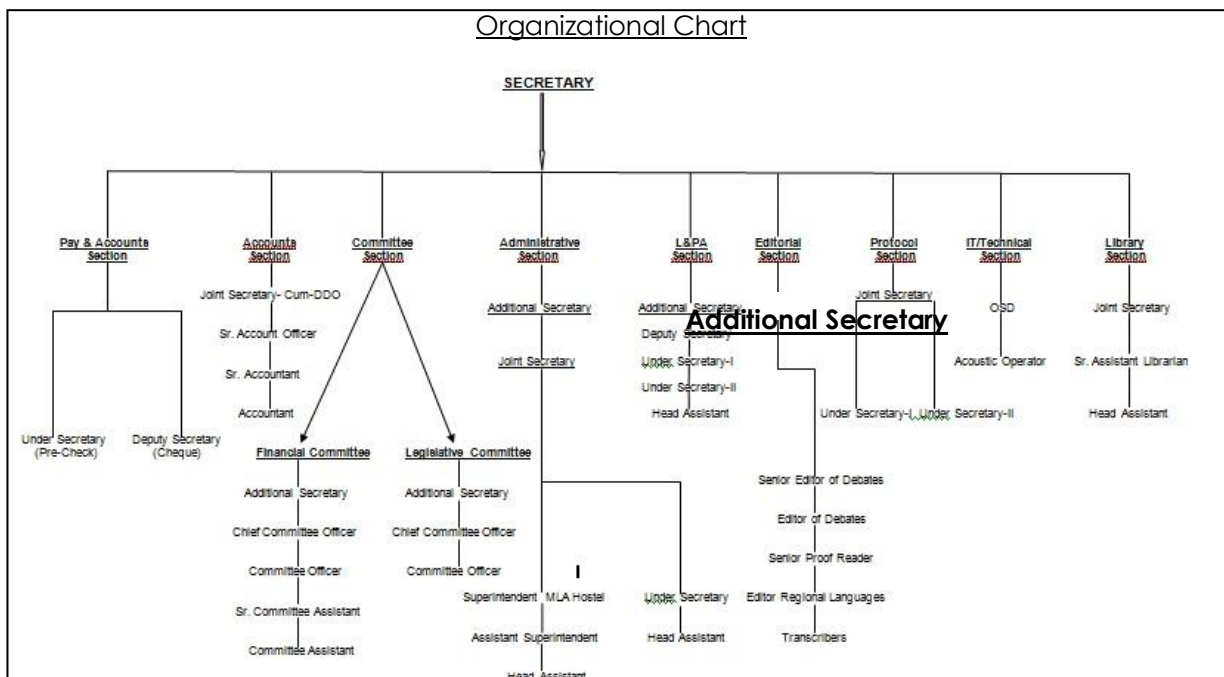 Organizational Chart
SECRETARY
Pay & Accounts
Section
Accounts
Section
Committee
Section
Administrative
Section
L&PA
Section
Editorial
Section
Protocol
Section
IT/Technical
Section
Library
Section
Under Secretary
(Pre-Check)
Deputy Secretary
(Cheque)
Joint Secretary- Cum-DDO
Sr. Account Officer
Sr. Accountant
Accountant
Financial Committee
Additional Secretary
Chief Committee Officer
Committee Officer
Sr. Committee Assistant
Committee Assistant
Legislative Committee
Additional Secretary
Chief Committee Officer
Committee Officer
Additional Secretary
Joint Secretary
I
Superintendent MLA Hostel
Assistant Superintendent
Head Assistant
Under Secretary
Head Assistant
Additional Secretary
Deputy Secretary
Under Secretary-I
Under Secretary-II
Head Assistant
Additional Secretary
Senior Editor of Debates
Editor of Debates
Senior Proof Reader
Editor Regional Languages
Transcribers
Joint Secretary
Under Secretary-I
Under Secretary-II
OSD
Acoustic Operator
Joint Secretary
Sr. Assistant Librarian
Head Assistant